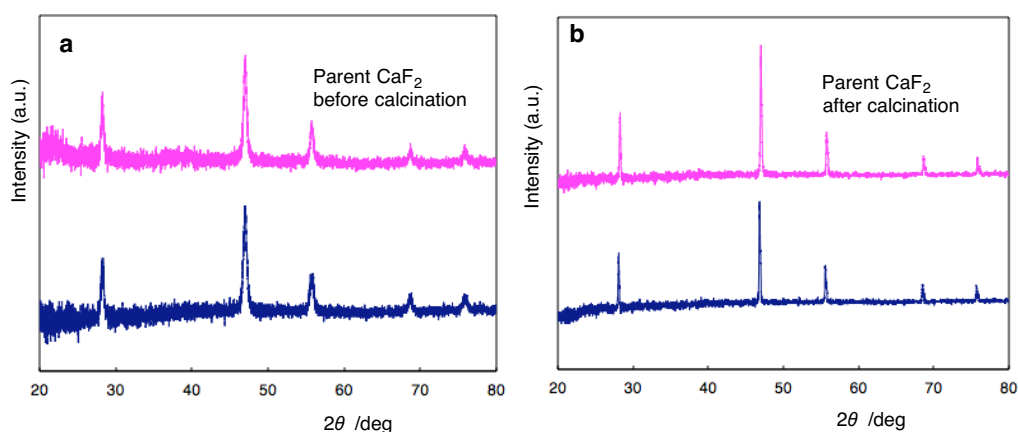 a
Parent CaF₂
before calcination
Intensity (a.u.)
20 30 40 50 60 70 80
2θ /deg
b
Parent CaF₂
after calcination
Intensity (a.u.)
20 30 40 50 60 70 80
2θ /deg